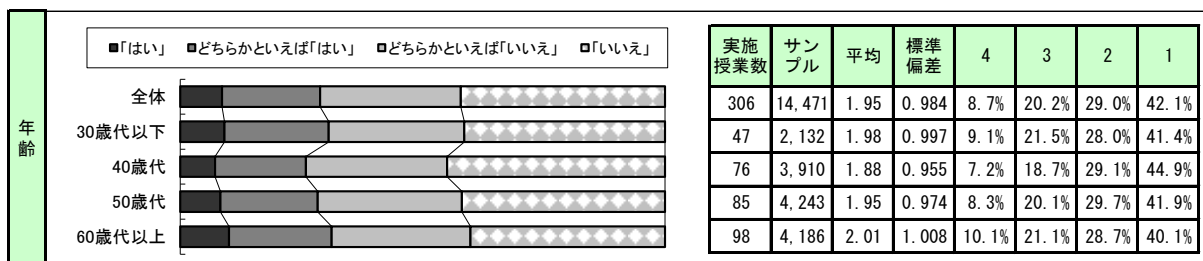 年齢
■「はい」 ■どちらかといえば「はい」 □どちらかといえば「いいえ」 □「いいえ」
実施授業数 サンプル 平均 標準偏差 4 3 2 1
全体 306 14,471 1.95 0.984 8.7% 20.2% 29.0% 42.1%
30歳代以下 47 2,132 1.98 0.997 9.1% 21.5% 28.0% 41.4%
40歳代 76 3,910 1.88 0.955 7.2% 18.7% 29.1% 44.9%
50歳代 85 4,243 1.95 0.974 8.3% 20.1% 29.7% 41.9%
60歳代以上 98 4,186 2.01 1.008 10.1% 21.1% 28.7% 40.1%